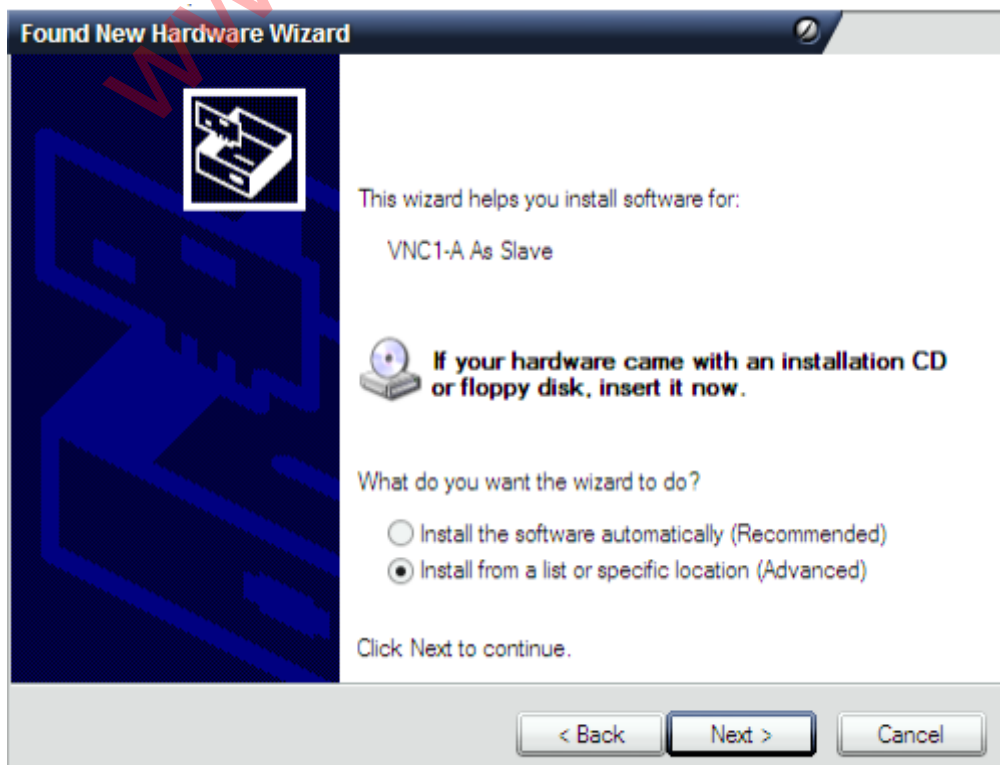 Found New Hardware Wizard
This wizard helps you install software for:
VNC1-A As Slave
If your hardware came with an installation CD
or floppy disk, insert it now.
What do you want the wizard to do?
Install the software automatically (Recommended)
Install from a list or specific location (Advanced)
Click Next to continue.
< Back
Next >
Cancel